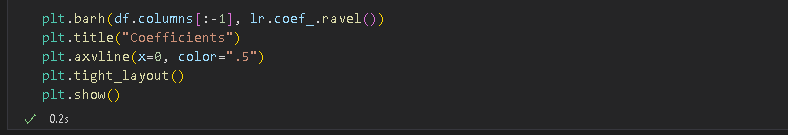 plt.barh(df.columns[:-1], lr.coef_.ravel())
plt.title("Coefficients")
plt.axvline(x=0, color=".5")
plt.tight_layout()
plt.show()
0.2s